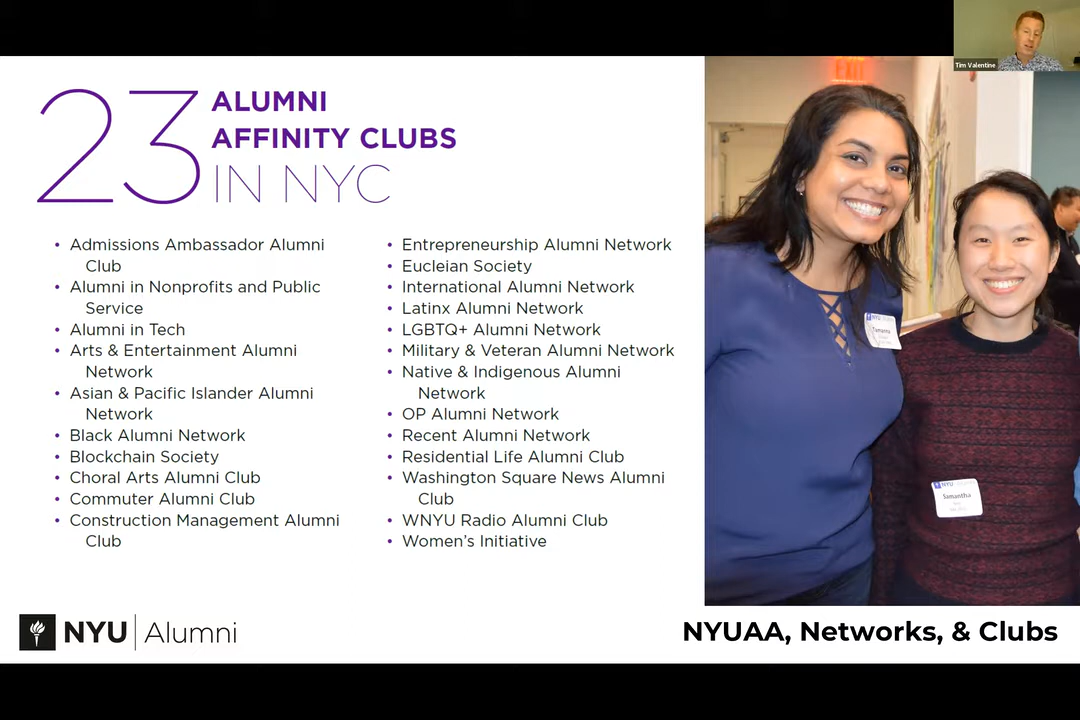 Tim Valentine
23
ALUMNI
AFFINITY CLUBS
IN NYC
• Admissions Ambassador Alumni
Club
• Alumni in Nonprofits and Public
Service
• Alumni in Tech
• Arts & Entertainment Alumni
Network
• Asian & Pacific Islander Alumni
Network
• Black Alumni Network
• Blockchain Society
• Choral Arts Alumni Club
• Commuter Alumni Club
• Construction Management Alumni
Club
• Entrepreneurship Alumni Network
• Eucleian Society
• International Alumni Network
• Latinx Alumni Network
• LGBTQ+ Alumni Network
• Military & Veteran Alumni Network
• Native & Indigenous Alumni
Network
• OP Alumni Network
• Recent Alumni Network
• Residential Life Alumni Club
• Washington Square News Alumni
Club
• WNYU Radio Alumni Club
• Women’s Initiative
NYU
Tamanna
NYU
Samantha
NYU | Alumni
NYUAA, Networks, & Clubs